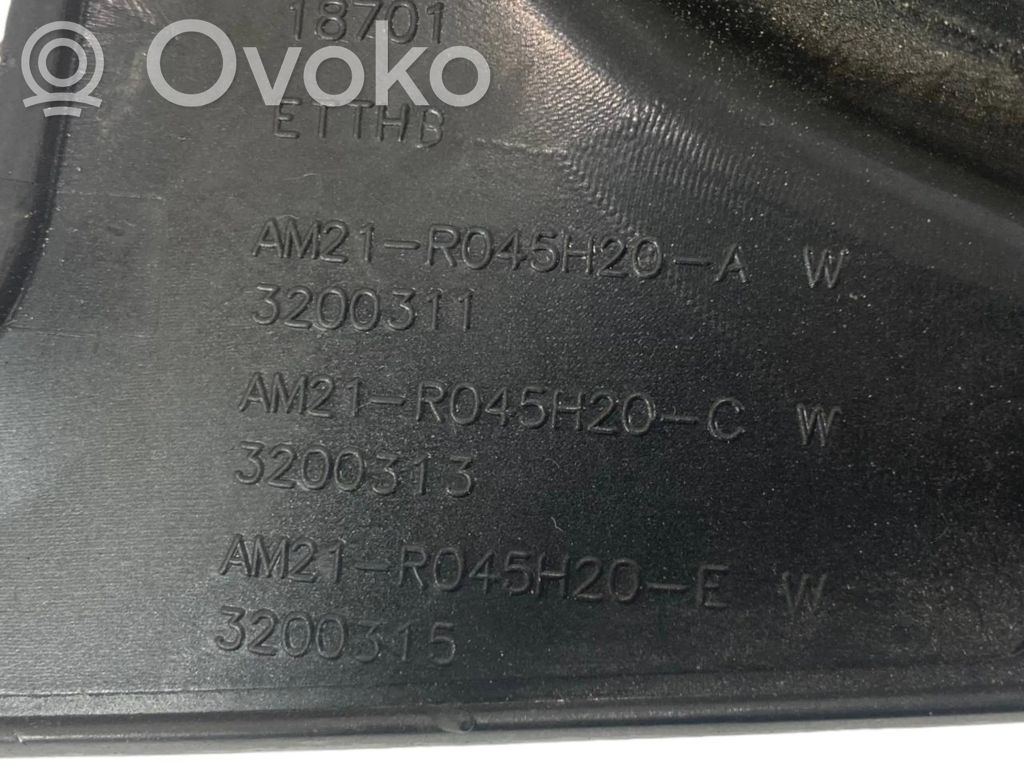 18701
Ovoko
ETTHB
AM21-R045H20-A W
3200311
AM21-R045H20-C W
3200313
AM21-R045H20-E W
3200315